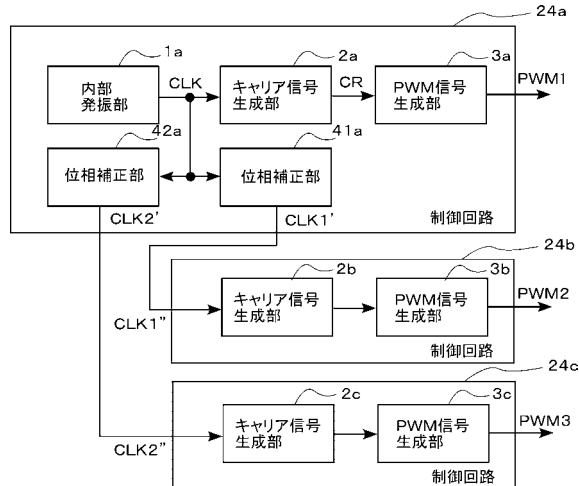 24a
1a
2a
3a
内部
発振部
CLK
キャリア信号
生成部
CR
PWM信号
生成部
PWM1
42a
41a
位相補正部
位相補正部
CLK2'
CLK1'
制御回路
24b
2b
3b
キャリア信号
生成部
PWM信号
生成部
PWM2
CLK1"
制御回路
24c
2c
3c
キャリア信号
生成部
PWM信号
生成部
PWM3
CLK2"
制御回路